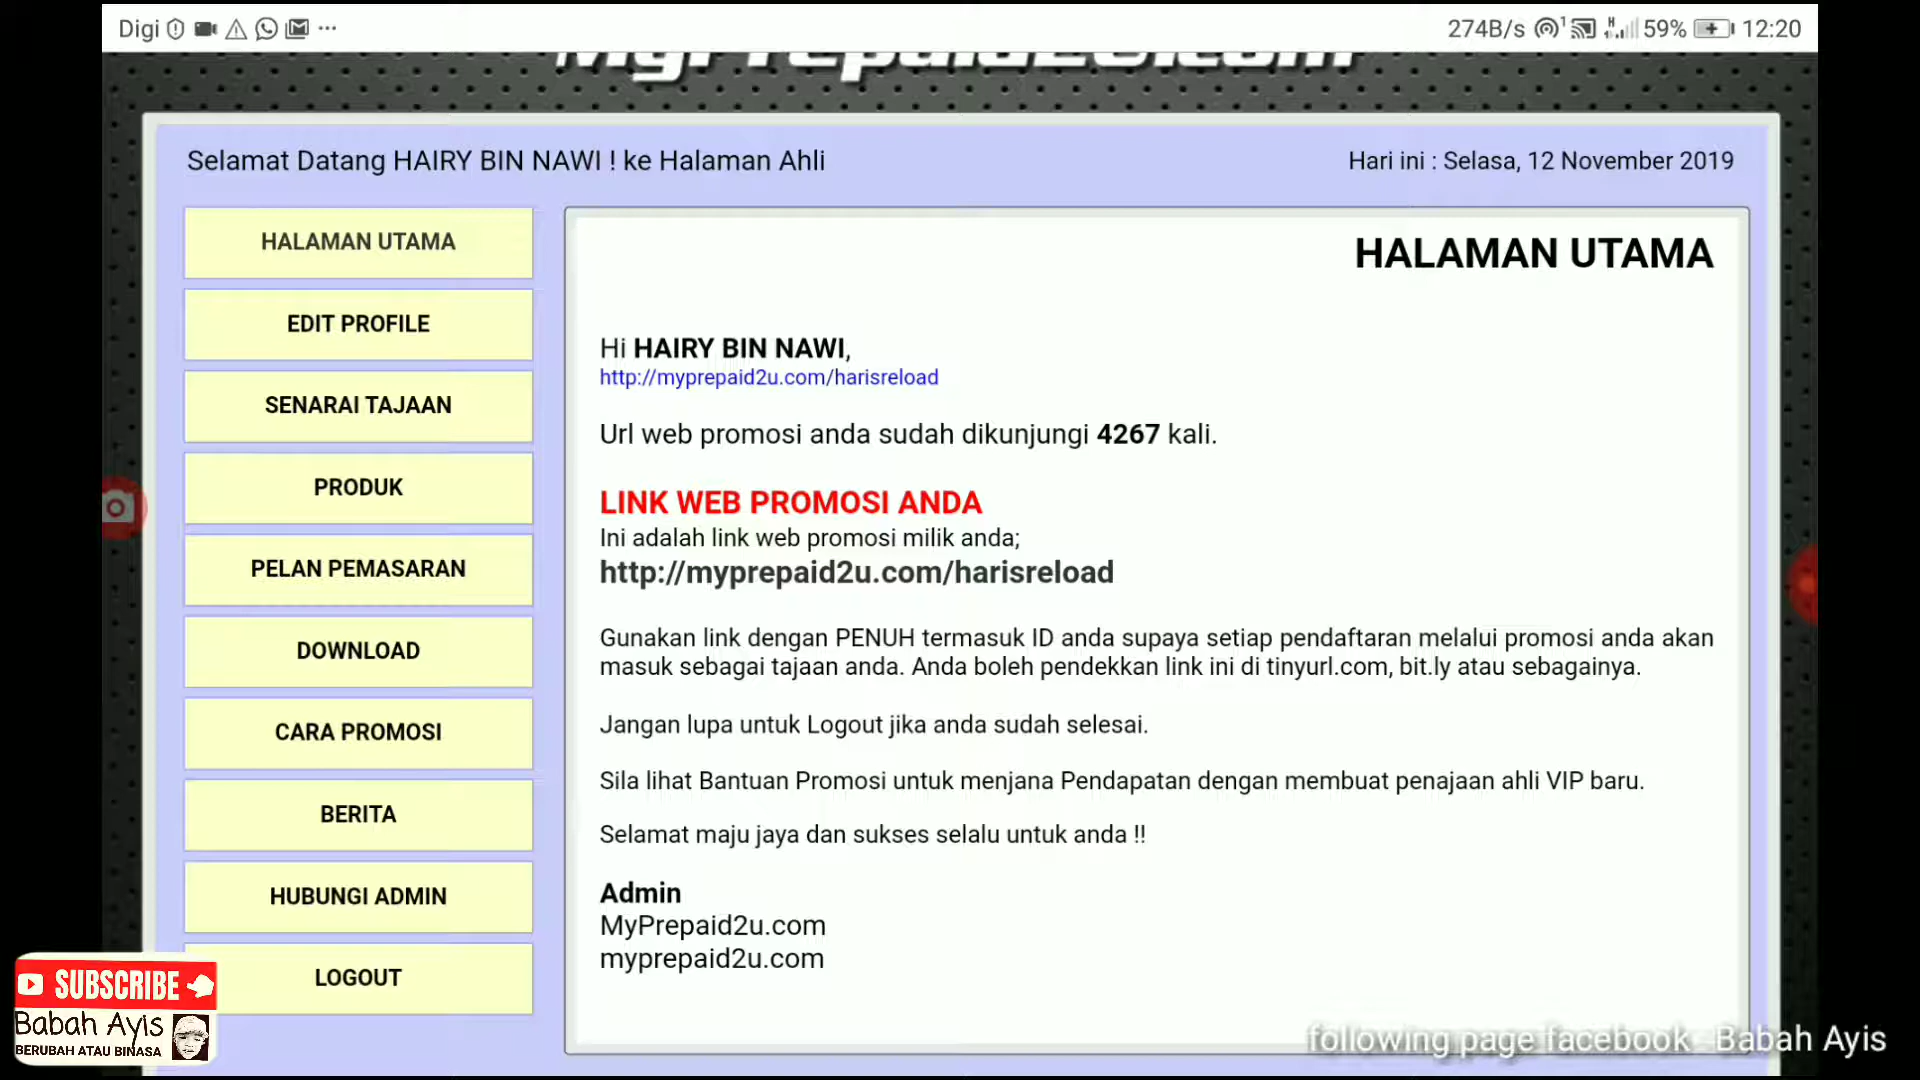 Digi
274B/s 59% 12:20
MyPrepaid2U.com
Selamat Datang HAIRY BIN NAWI ! ke Halaman Ahli
Hari ini : Selasa, 12 November 2019
HALAMAN UTAMA
EDIT PROFILE
SENARAI TAJAAN
PRODUK
PELAN PEMASARAN
DOWNLOAD
CARA PROMOSI
BERITA
HUBUNGI ADMIN
LOGOUT
HALAMAN UTAMA
Hi HAIRY BIN NAWI,
http://myprepaid2u.com/harisreload
Url web promosi anda sudah dikunjungi 4267 kali.
LINK WEB PROMOSI ANDA
Ini adalah link web promosi milik anda;
http://myprepaid2u.com/harisreload
Gunakan link dengan PENUH termasuk ID anda supaya setiap pendaftaran melalui promosi anda akan
masuk sebagai tajaan anda. Anda boleh pendekkan link ini di tinyurl.com, bit.ly atau sebagainya.
Jangan lupa untuk Logout jika anda sudah selesai.
Sila lihat Bantuan Promosi untuk menjana Pendapatan dengan membuat penajaan ahli VIP baru.
Selamat maju jaya dan sukses selalu untuk anda !!
Admin
MyPrepaid2u.com
myprepaid2u.com
SUBSCRIBE
Babah Ayis
BERUBAH ATAU BINASA
following page facebook - Babah Ayis